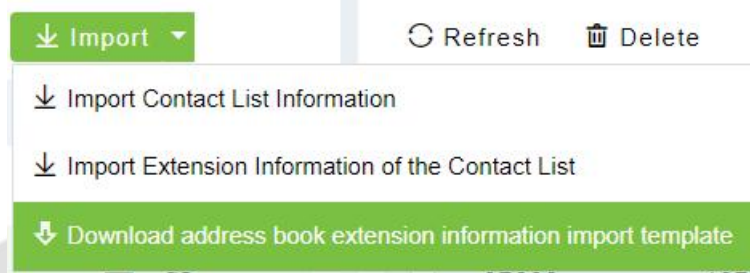 Import
Refresh
Delete
Import Contact List Information
Import Extension Information of the Contact List
Download address book extension information import template